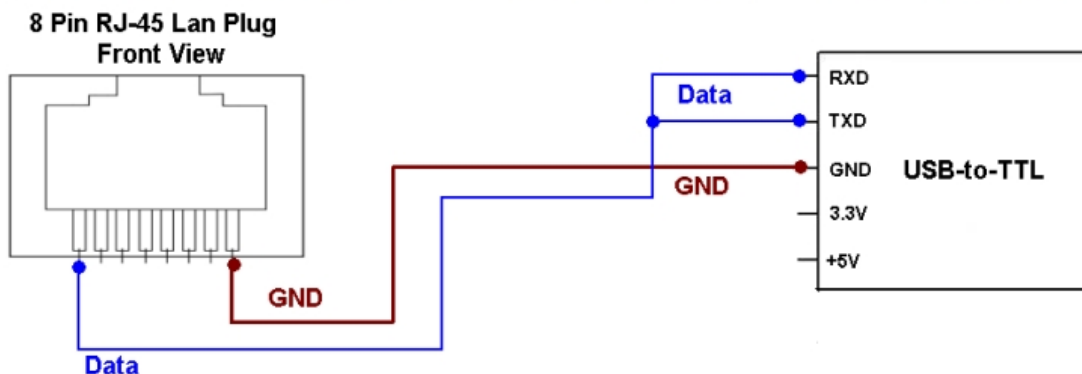 8 Pin RJ-45 Lan Plug
Front View
Data
GND
GND
Data
RXD
TXD
GND
3.3V
+5V
USB-to-TTL